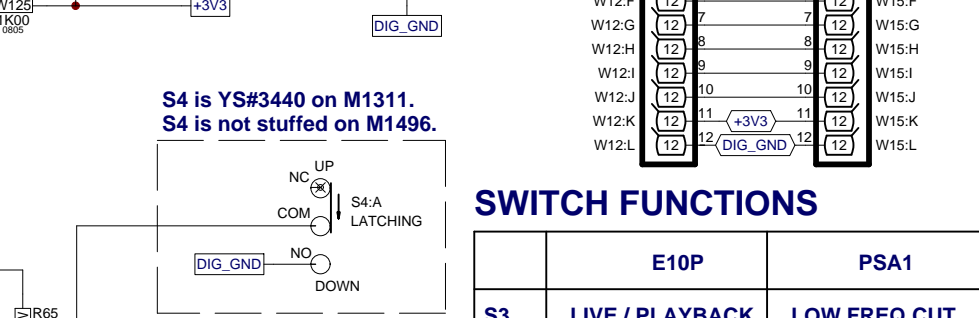 W125
1K00
0805
+3V3
DIG_GND
S4 is YS#3440 on M1311.
S4 is not stuffed on M1496.
UP
NC
S4:A
COM
LATCHING
NO
DIG_GND
DOWN
R65
W12:F 12 12 W15:F
W12:G 12 7 7 12 W15:G
W12:H 12 8 8 12 W15:H
W12:I 12 9 9 12 W15:I
W12:J 12 10 10 12 W15:J
W12:K 12 11 +3V3 11 12 W15:K
W12:L 12 12 DIG_GND 12 12 W15:L
SWITCH FUNCTIONS
E10P PSA1
S3 LIVE / PLAYBACK LOW FREQ CUT